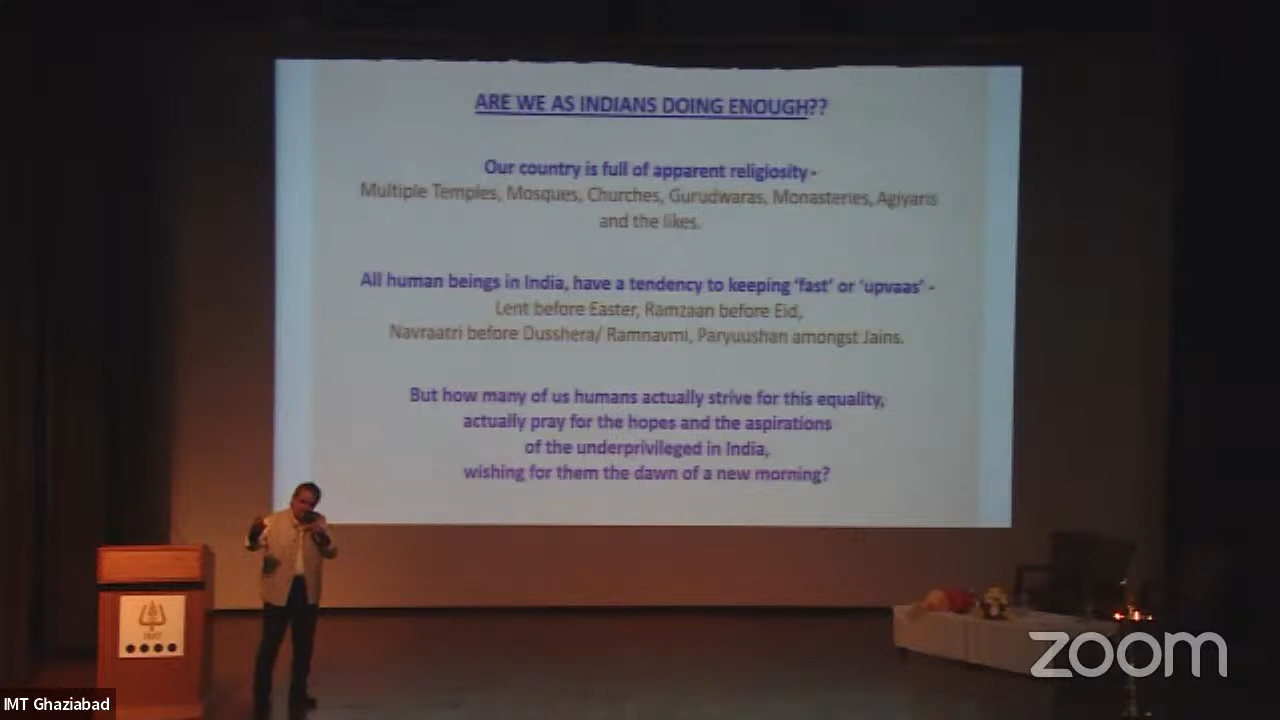 ARE WE AS INDIANS DOING ENOUGH??
Our country is full of apparent religiosity -
Multiple Temples, Mosques, Churches, Gurudwaras, Monasteries, Agiyaris
and the likes.
All human beings in India, have a tendency to keeping 'fast' or 'upvaas' -
Lent before Easter, Ramzaan before Eid,
Navraatri before Dusshera/ Ramnavmi, Paryuushan amongst Jains.
But how many of us humans actually strive for this equality,
actually pray for the hopes and the aspirations
of the underprivileged in India,
wishing for them the dawn of a new morning?
IMT
zoom
IMT Ghaziabad